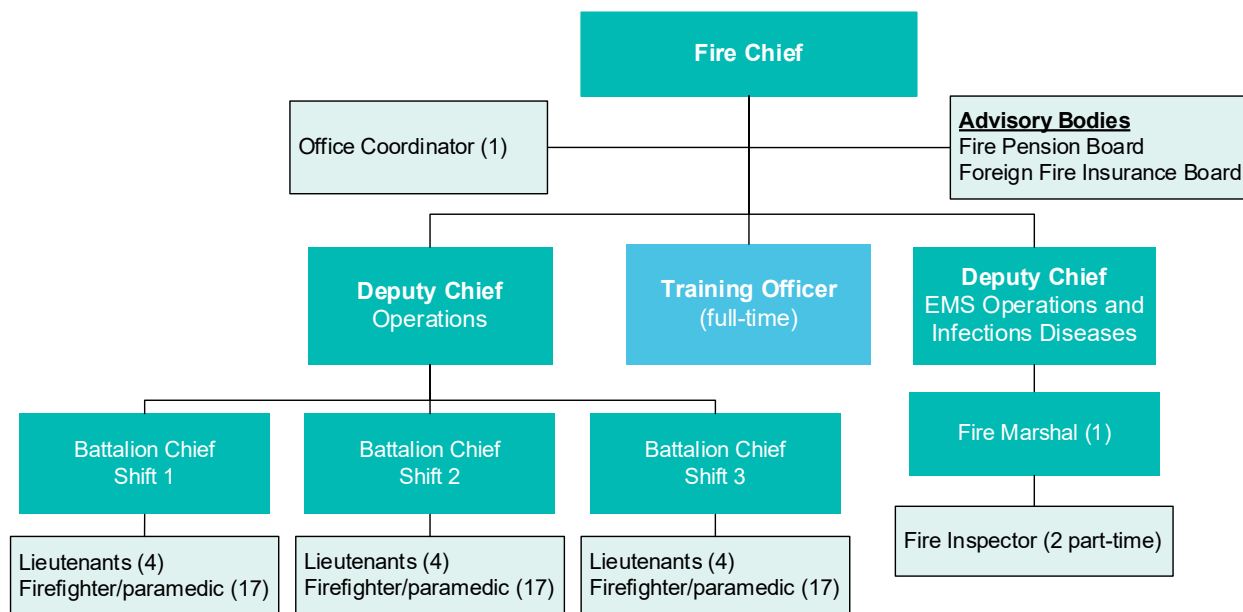 Fire Chief
Office Coordinator (1)
Advisory Bodies
Fire Pension Board
Foreign Fire Insurance Board
Deputy Chief
Operations
Training Officer
(full-time)
Deputy Chief
EMS Operations and
Infections Diseases
Battalion Chief
Shift 1
Battalion Chief
Shift 2
Battalion Chief
Shift 3
Fire Marshal (1)
Lieutenants (4)
Firefighter/paramedic (17)
Lieutenants (4)
Firefighter/paramedic (17)
Lieutenants (4)
Firefighter/paramedic (17)
Fire Inspector (2 part-time)